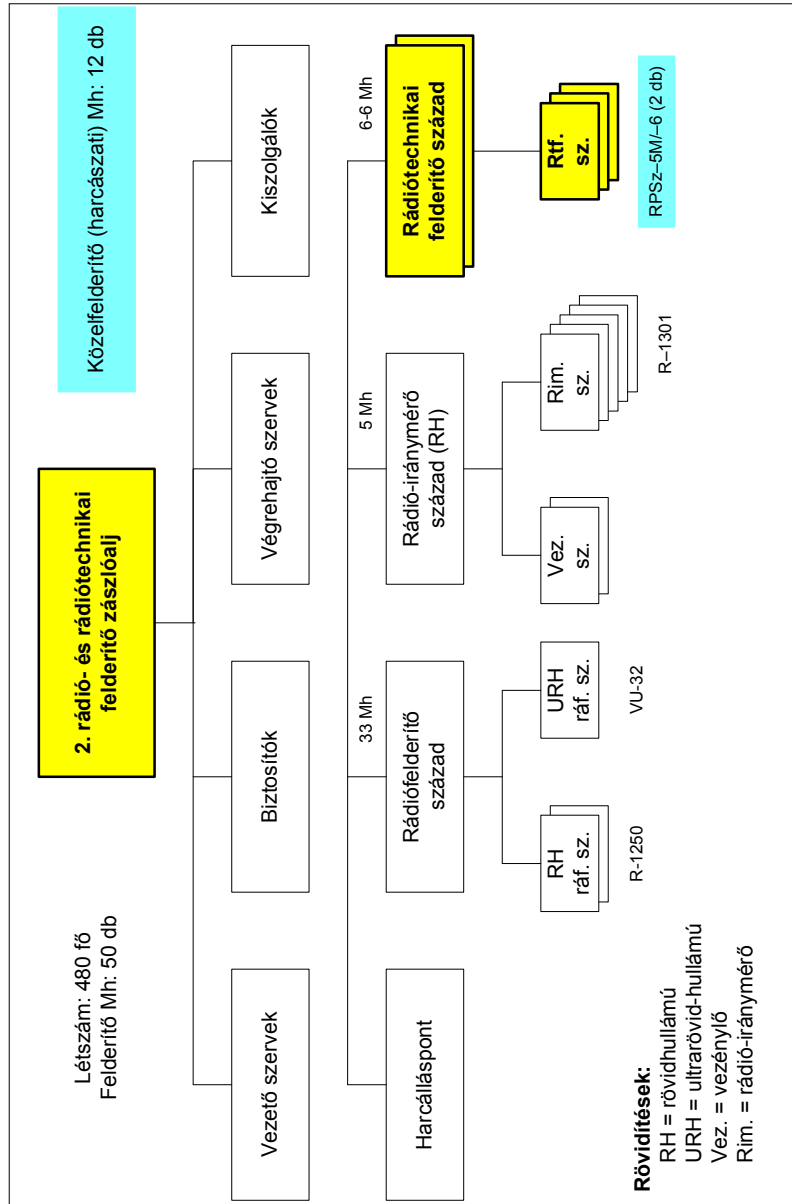 Létszám: 480 fő
Felderítő Mh: 50 db
2. rádió- és rádiótechnikai
felderítő zászlóalj
Közelfelderítő (harcászati) Mh: 12 db
Vezető szervek
Biztosítók
Végrehajtó szervek
Kiszolgálók
33 Mh
5 Mh
6-6 Mh
Harcálláspont
Rádiófelderítő
század
Rádió-iránymérő
század (RH)
Rádiótechnikai
felderítő század
RH
ráf. sz.
URH
ráf. sz.
Vez.
sz.
Rim.
sz.
Rtf.
sz.
R-1250
VU-32
R–1301
RPSz–5M/–6 (2 db)
Rövidítések:
RH = rövidhullámú
URH = ultrarövid-hullámú
Vez. = vezénylő
Rim. = rádió-iránymérő